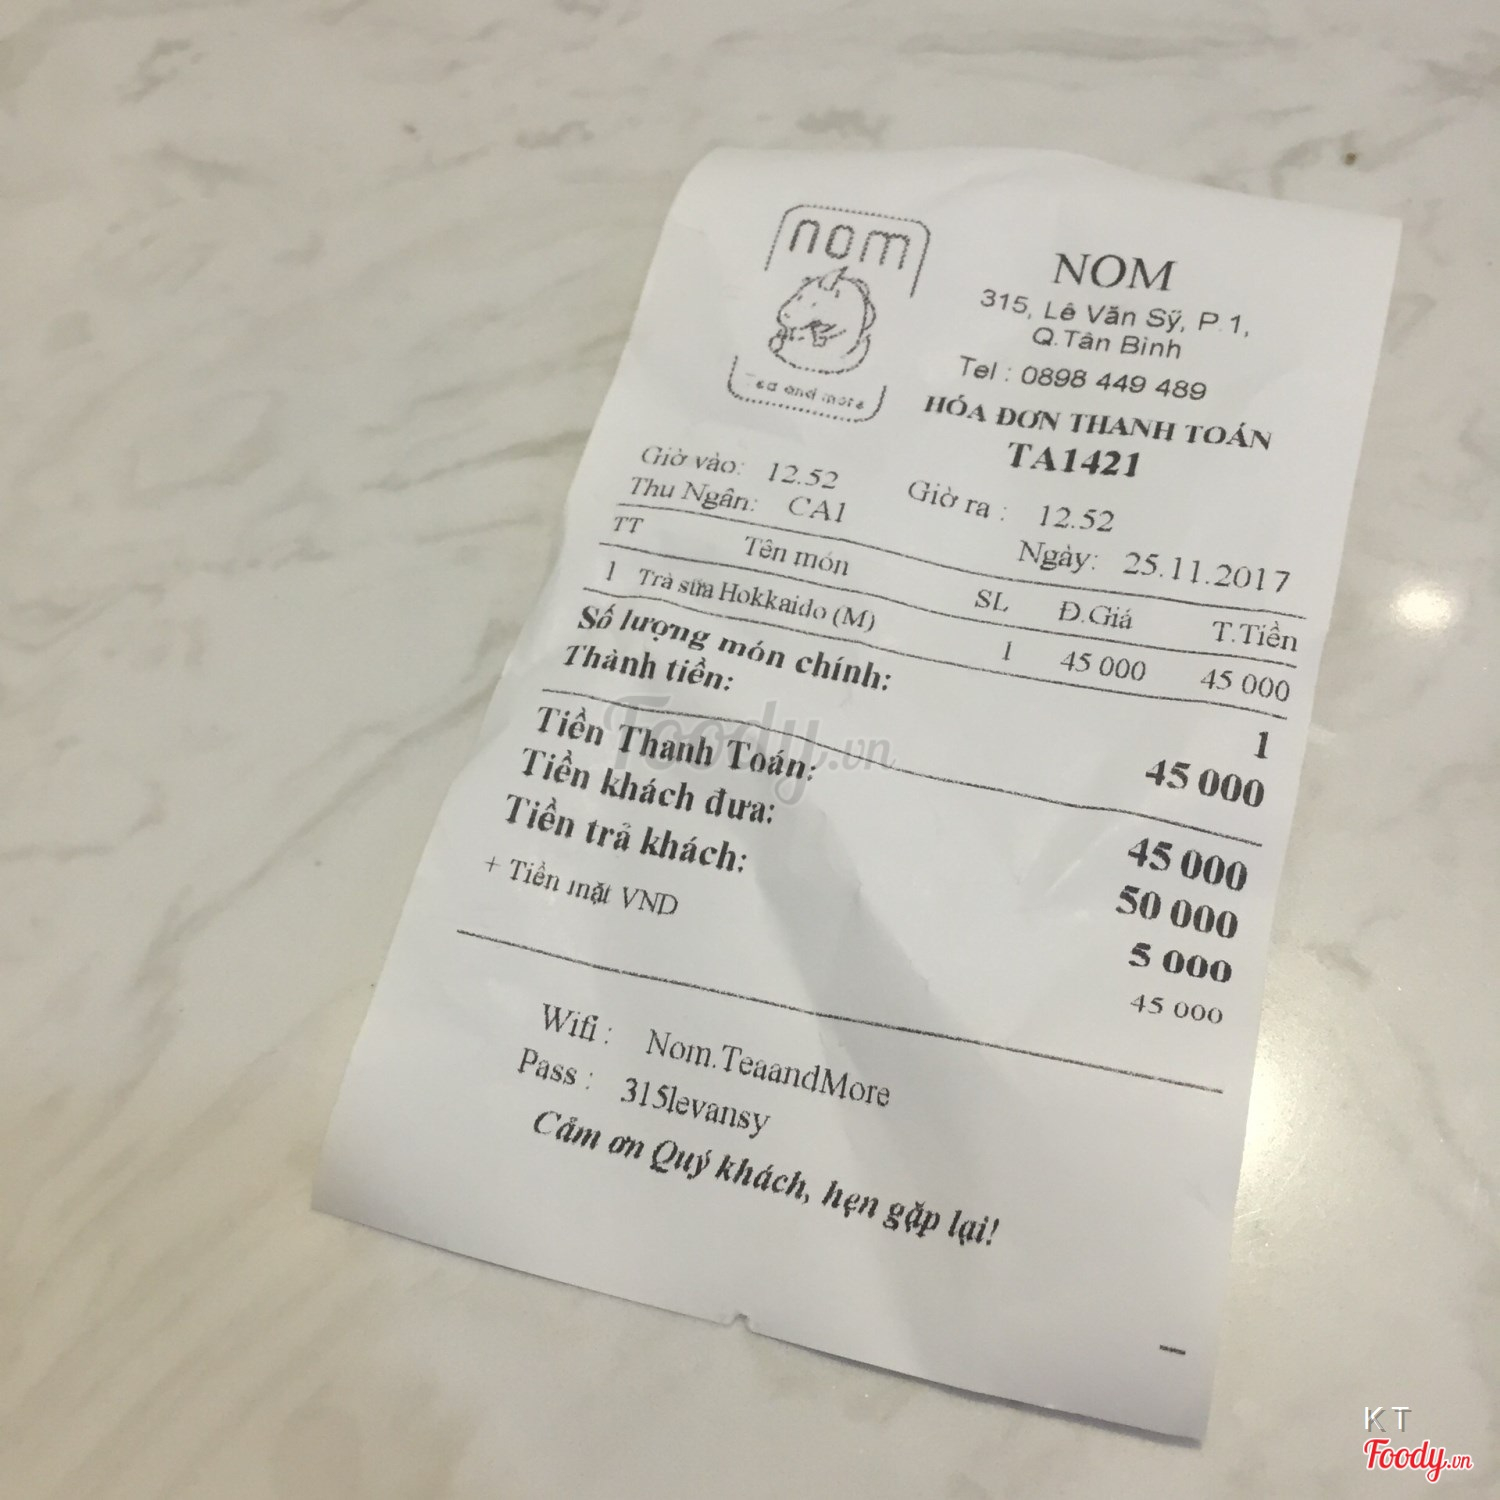 nom
Tea and more
NOM
315, Lê Văn Sỹ, P.1,
Q.Tân Bình
Tel : 0898 449 489
HÓA ĐƠN THANH TOÁN
TA1421
Giờ vào: 12.52 Giờ ra : 12.52
Thu Ngân: CA1 Ngày: 25.11.2017
TT Tên món SL Đ.Giá T.Tiền
1 Trà sữa Hokkaido (M) 1 45 000 45 000
Số lượng món chính: 1
Thành tiền: 45 000
Tiền Thanh Toán: 45 000
Tiền khách đưa: 50 000
Tiền trả khách: 5 000
+ Tiền mặt VND 45 000
Wifi : Nom.TeaandMore
Pass : 315levansy
Cảm ơn Quý khách, hẹn gặp lại!
Foody.vn
KT
Foody.vn